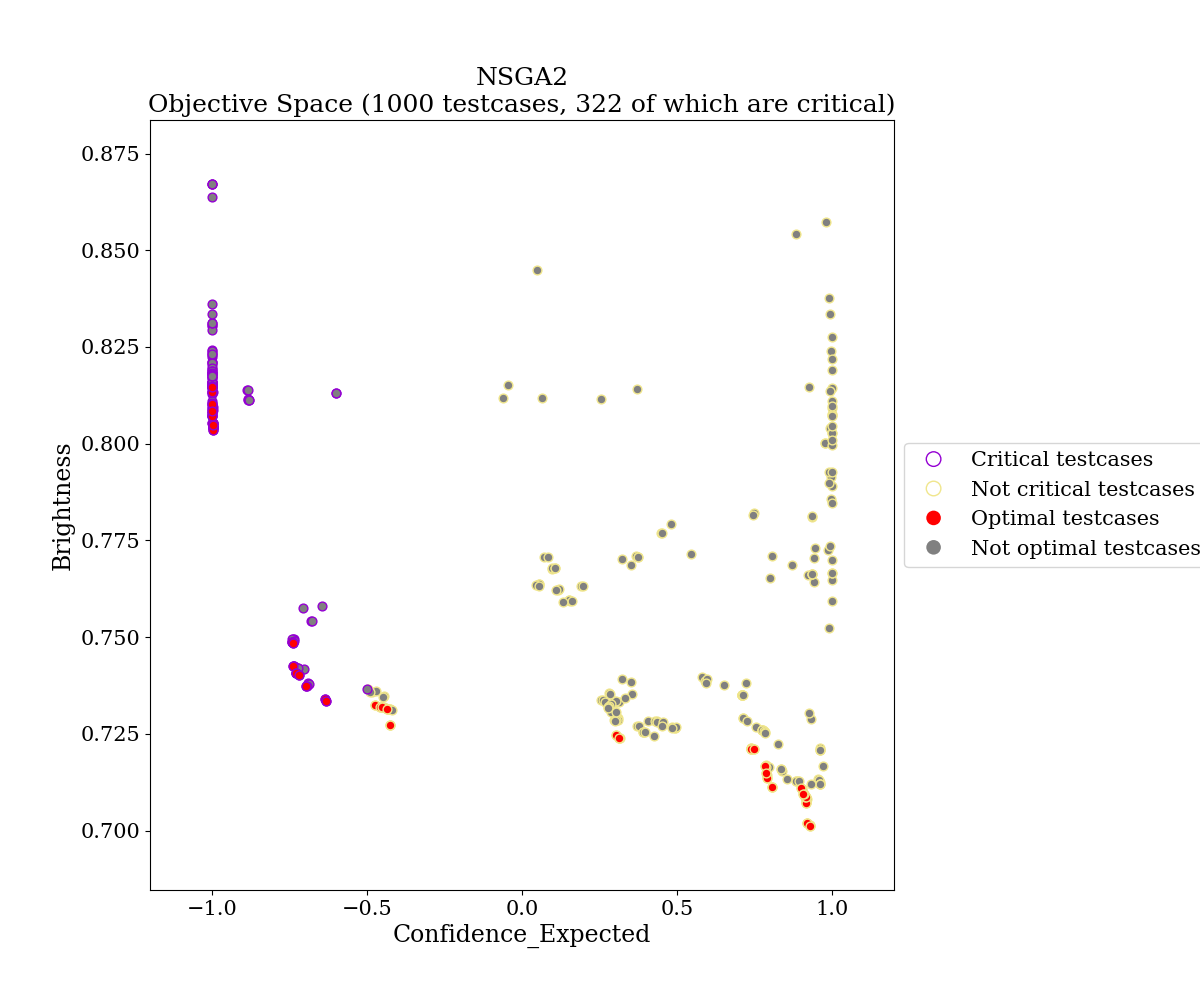 NSGA2
Objective Space (1000 testcases, 322 of which are critical)
0.875
0.850
0.825
0.800
0.775
0.750
0.725
0.700
Brightness
−1.0
−0.5
0.0
0.5
1.0
Confidence_Expected
Critical testcases
Not critical testcases
Optimal testcases
Not optimal testcases